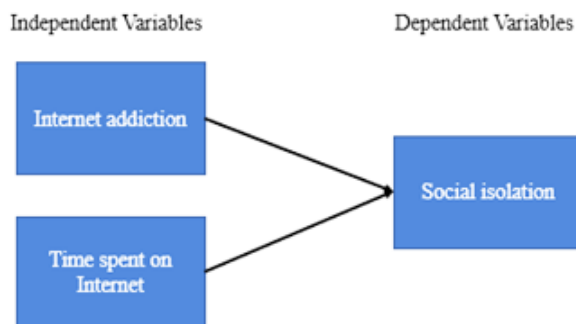 Independent Variables
Dependent Variables
Internet addiction
Social isolation
Time spent on
Internet